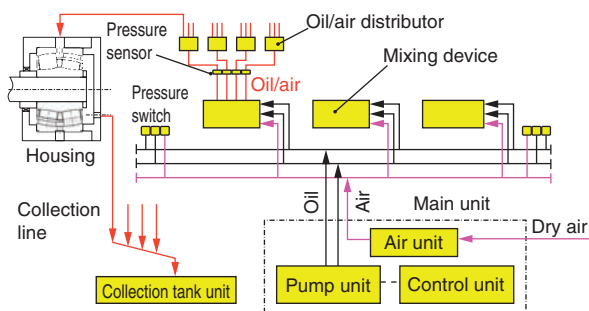 Pressure
sensor
Oil/air distributor
Oil/air
Mixing device
Pressure
switch
Housing
Oil
Air
Main unit
Collection
line
Dry air
Air unit
Collection tank unit
Pump unit
Control unit